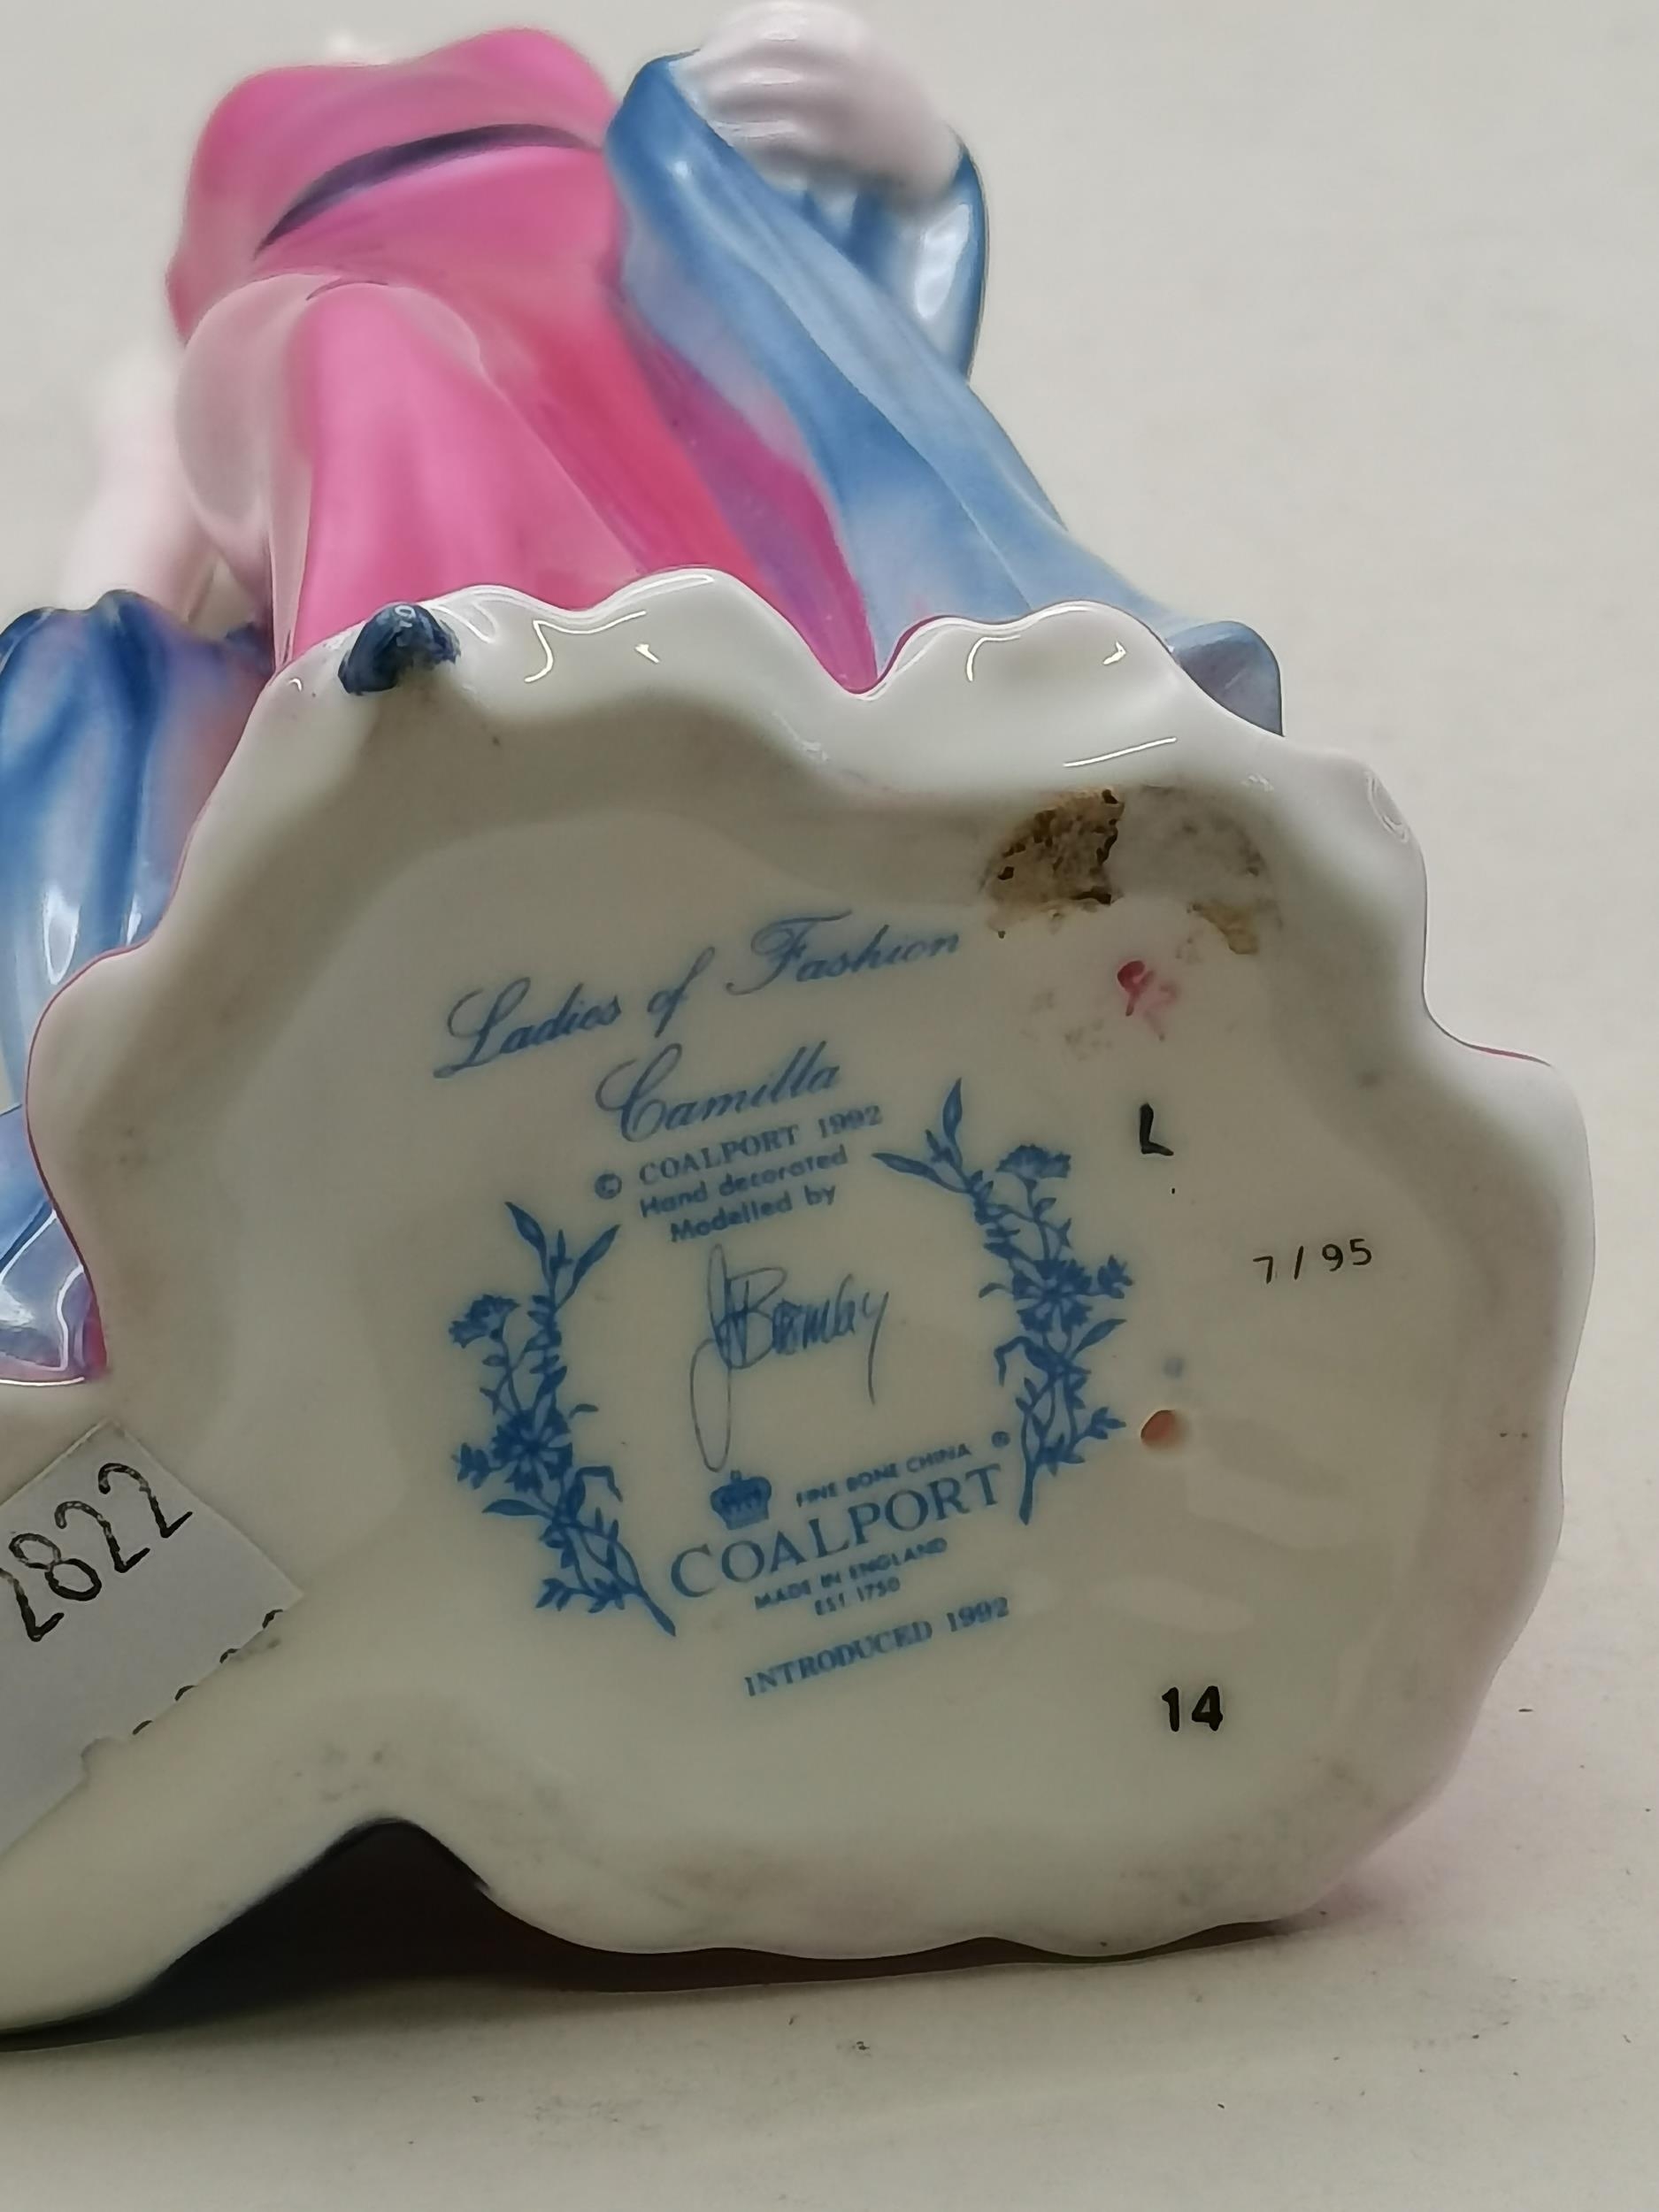 Ladies of Fashion
Camilla
© COALPORT 1992
Hand decorated
Modelled by
J Bromley
FINE BONE CHINA ®
COALPORT
MADE IN ENGLAND
EST 1750
INTRODUCED 1992
L
7/95
14
2822